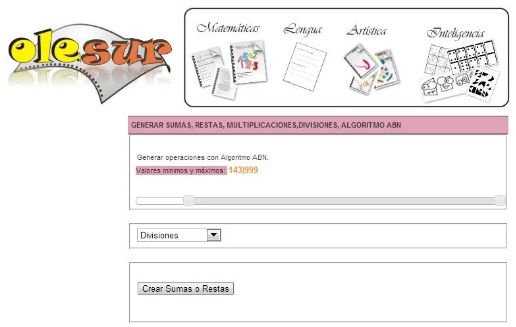 olesur
Matemáticas Lengua Artística Inteligencia
GENERAR SUMAS, RESTAS, MULTIPLICACIONES,DIVISIONES, ALGORITMO ABN
Generar operaciones con Algoritmo ABN.
Valores minimos y máximos: 143|999
Divisiones
Crear Sumas o Restas